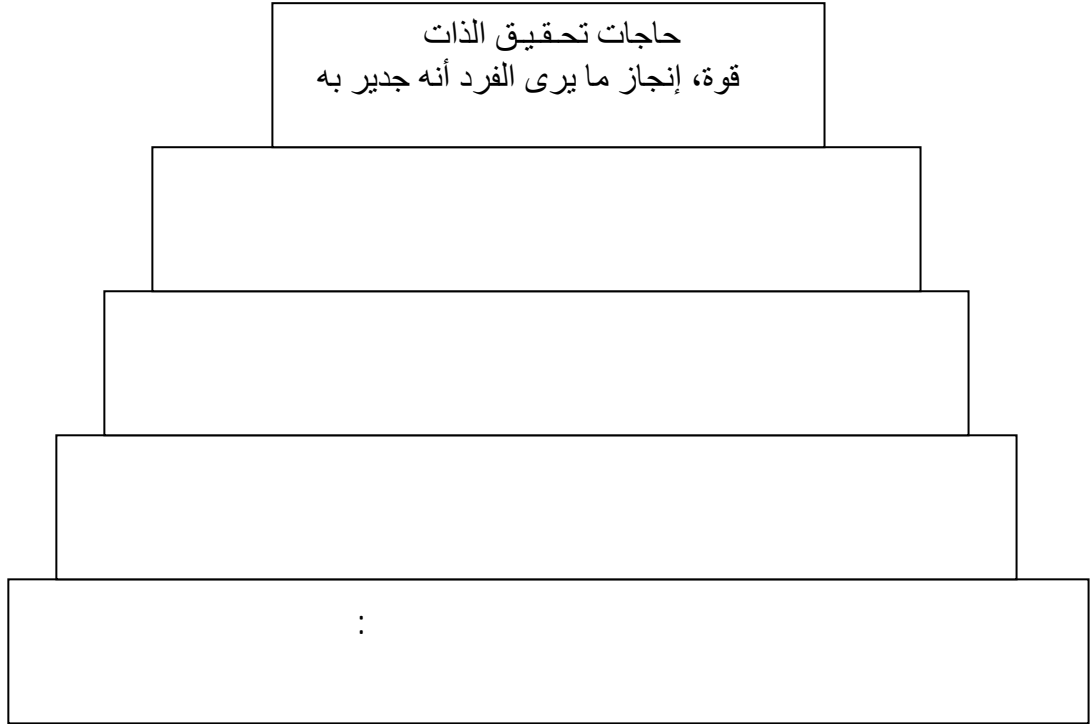 حاجات تحقيق الذات
قوة، إنجاز ما يرى الفرد أنه جدير به
: